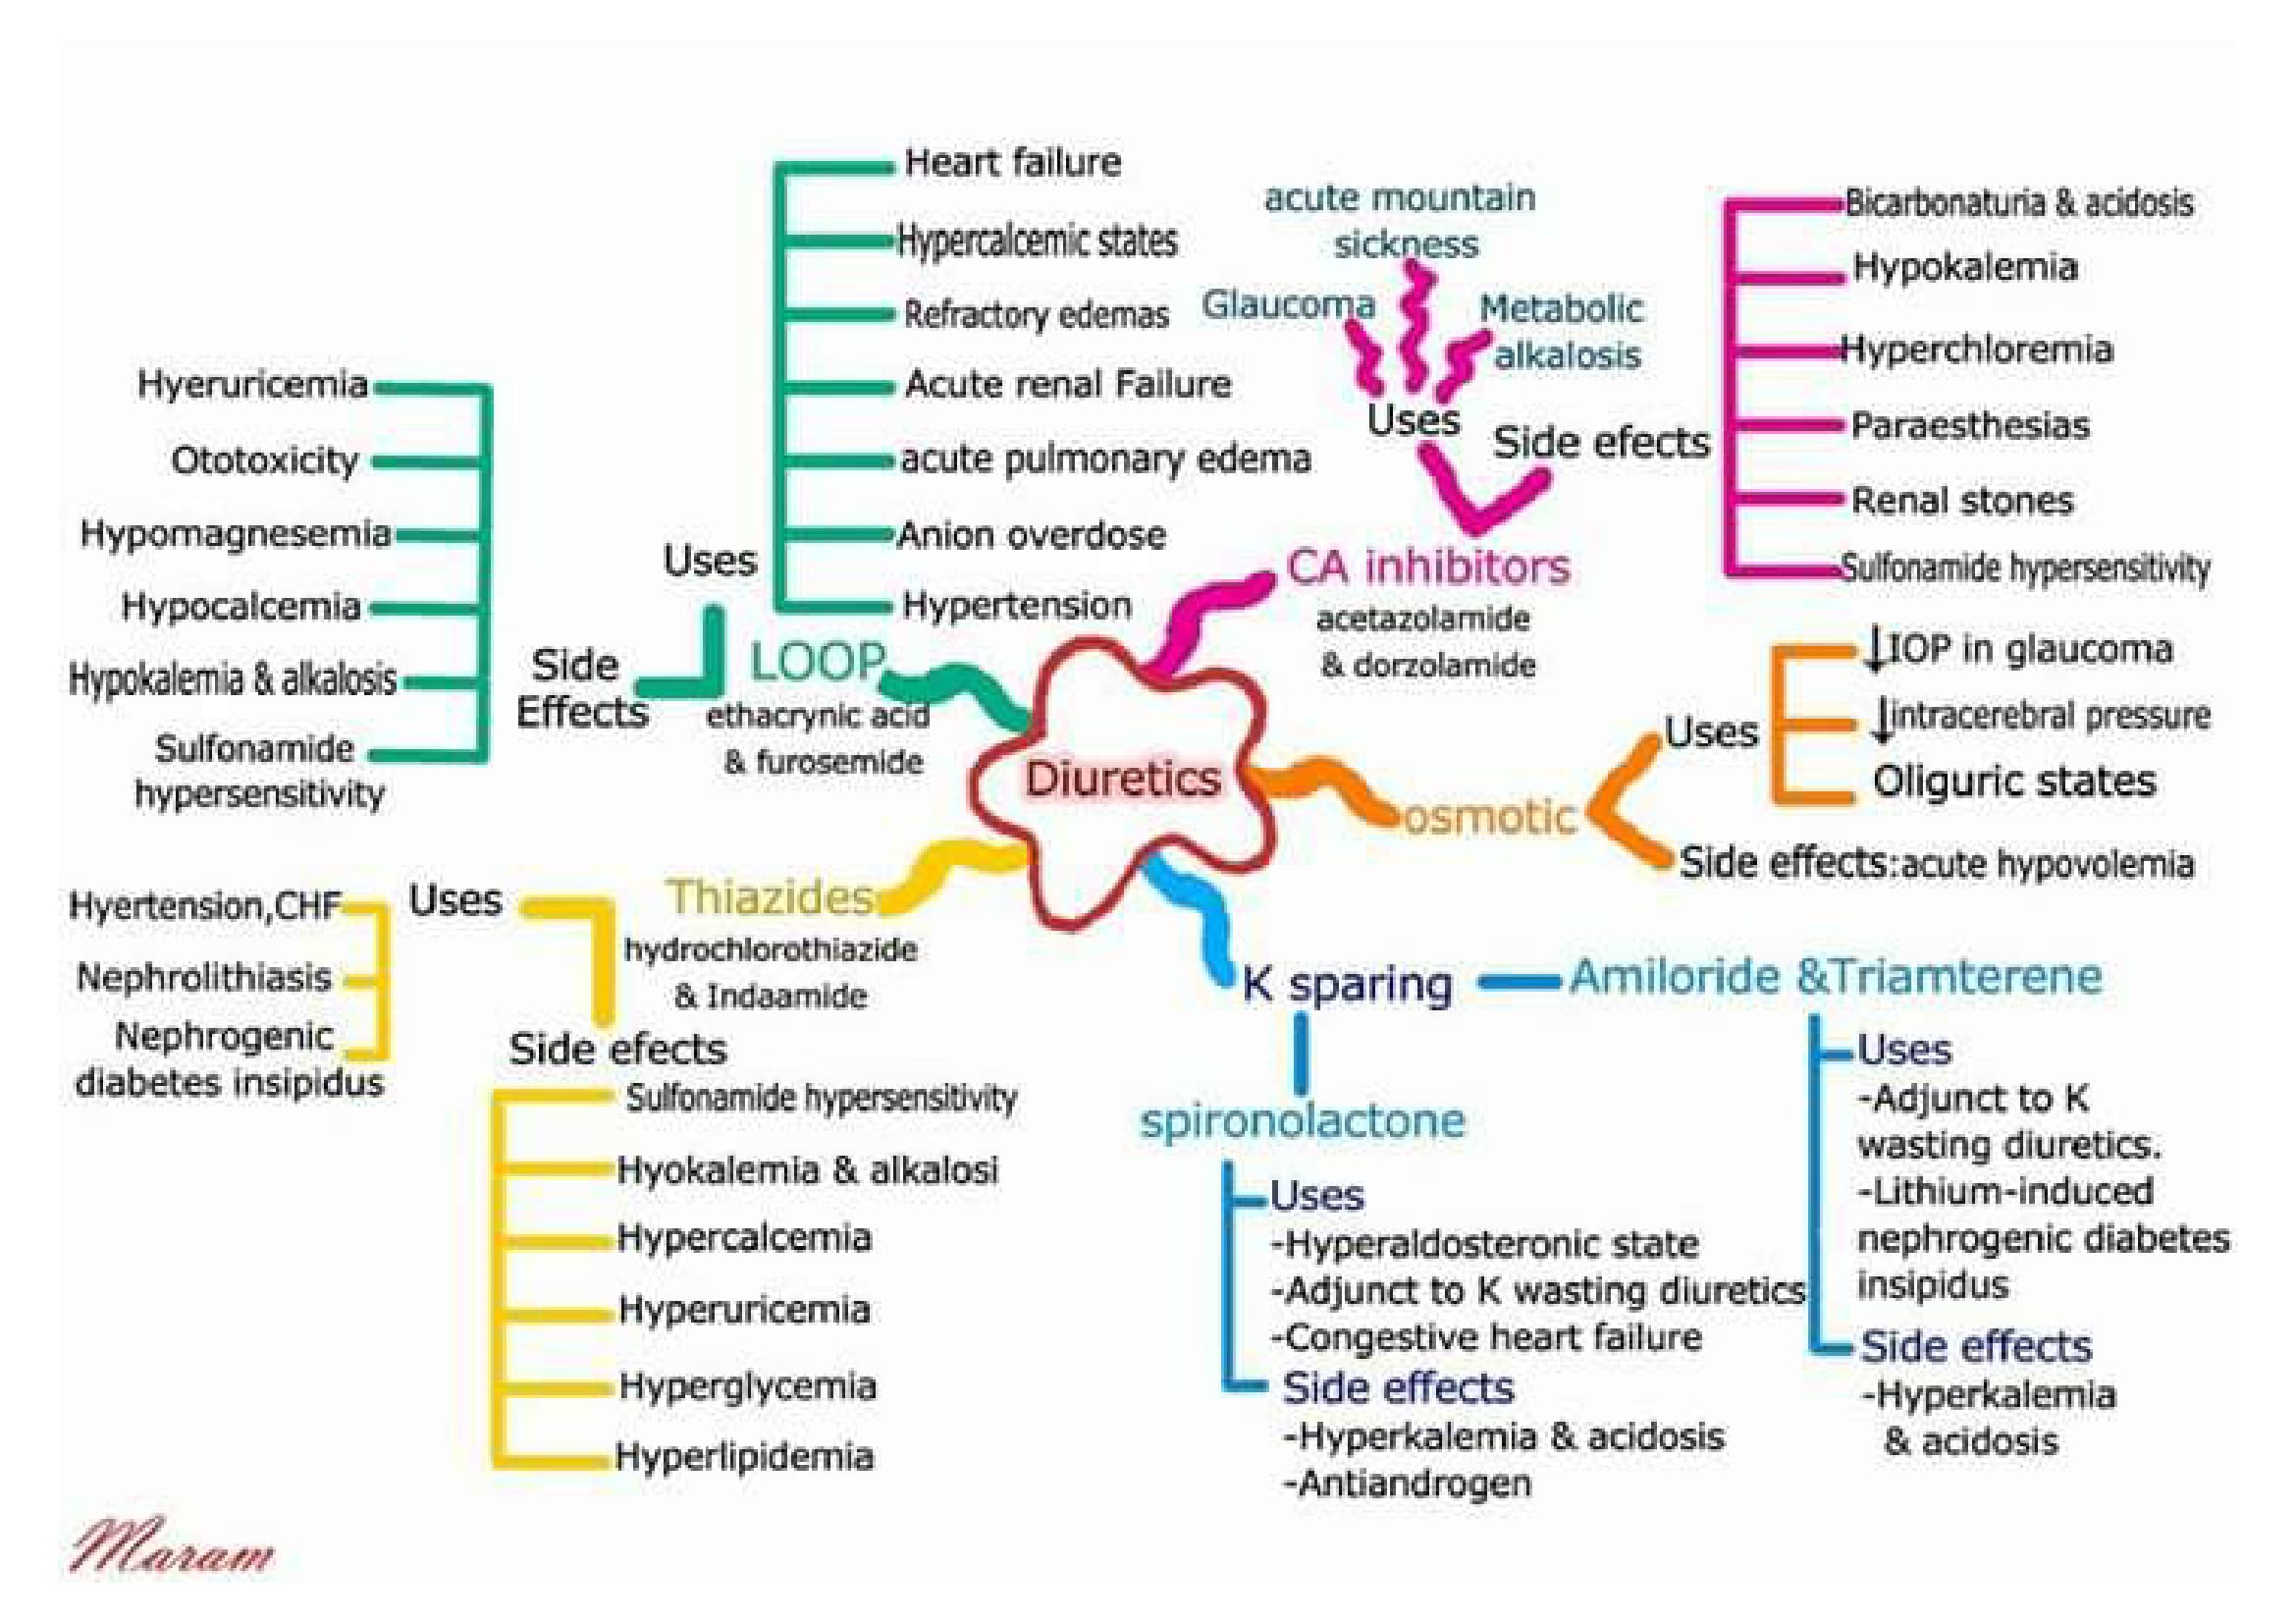 Heart failure
Hypercalcemic states
Refractory edemas
Acute renal Failure
acute pulmonary edema
Anion overdose
Hypertension
Uses
Hyeruricemia
Ototoxicity
Hypomagnesemia
Hypocalcemia
Hypokalemia & alkalosis
Sulfonamide
hypersensitivity
Side
Effects
LOOP
ethacrynic acid
& furosemide
acute mountain
sickness
Glaucoma
Metabolic
alkalosis
Uses
Side efects
Bicarbonaturia & acidosis
Hypokalemia
Hyperchloremia
Paraesthesias
Renal stones
Sulfonamide hypersensitivity
CA inhibitors
acetazolamide
& dorzolamide
Diuretics
osmotic
Uses
↓IOP in glaucoma
↓intracerebral pressure
Oliguric states
Side effects:acute hypovolemia
Thiazides
hydrochlorothiazide
& Indaamide
Uses
Hyertension,CHF
Nephrolithiasis
Nephrogenic
diabetes insipidus
Side efects
Sulfonamide hypersensitivity
Hyokalemia & alkalosi
Hypercalcemia
Hyperuricemia
Hyperglycemia
Hyperlipidemia
K sparing
Amiloride &Triamterene
Uses
-Adjunct to K
wasting diuretics.
-Lithium-induced
nephrogenic diabetes
insipidus
Side effects
-Hyperkalemia
& acidosis
spironolactone
Uses
-Hyperaldosteronic state
-Adjunct to K wasting diuretics
-Congestive heart failure
Side effects
-Hyperkalemia & acidosis
-Antiandrogen
Maram